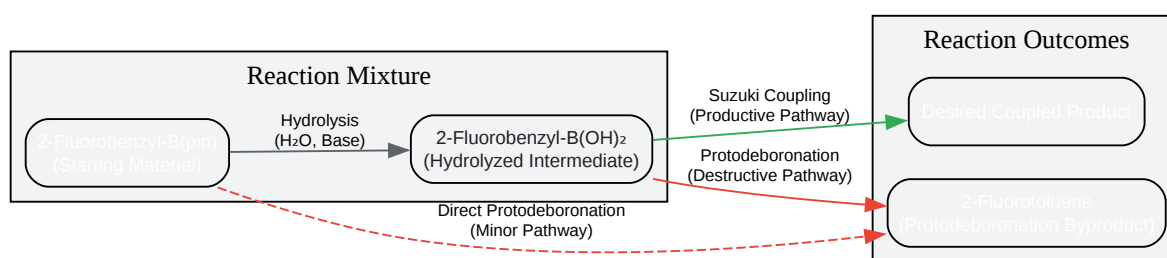 Reaction Outcomes
Reaction Mixture
Desired Coupled Product
Suzuki Coupling
(Productive Pathway)
Hydrolysis
(H₂O, Base)
2-Fluorobenzyl-B(pin)
(Starting Material)
2-Fluorobenzyl-B(OH)₂
(Hydrolyzed Intermediate)
Protodeboronation
(Destructive Pathway)
2-Fluorotoluene
(Protodeboronation Byproduct)
Direct Protodeboronation
(Minor Pathway)